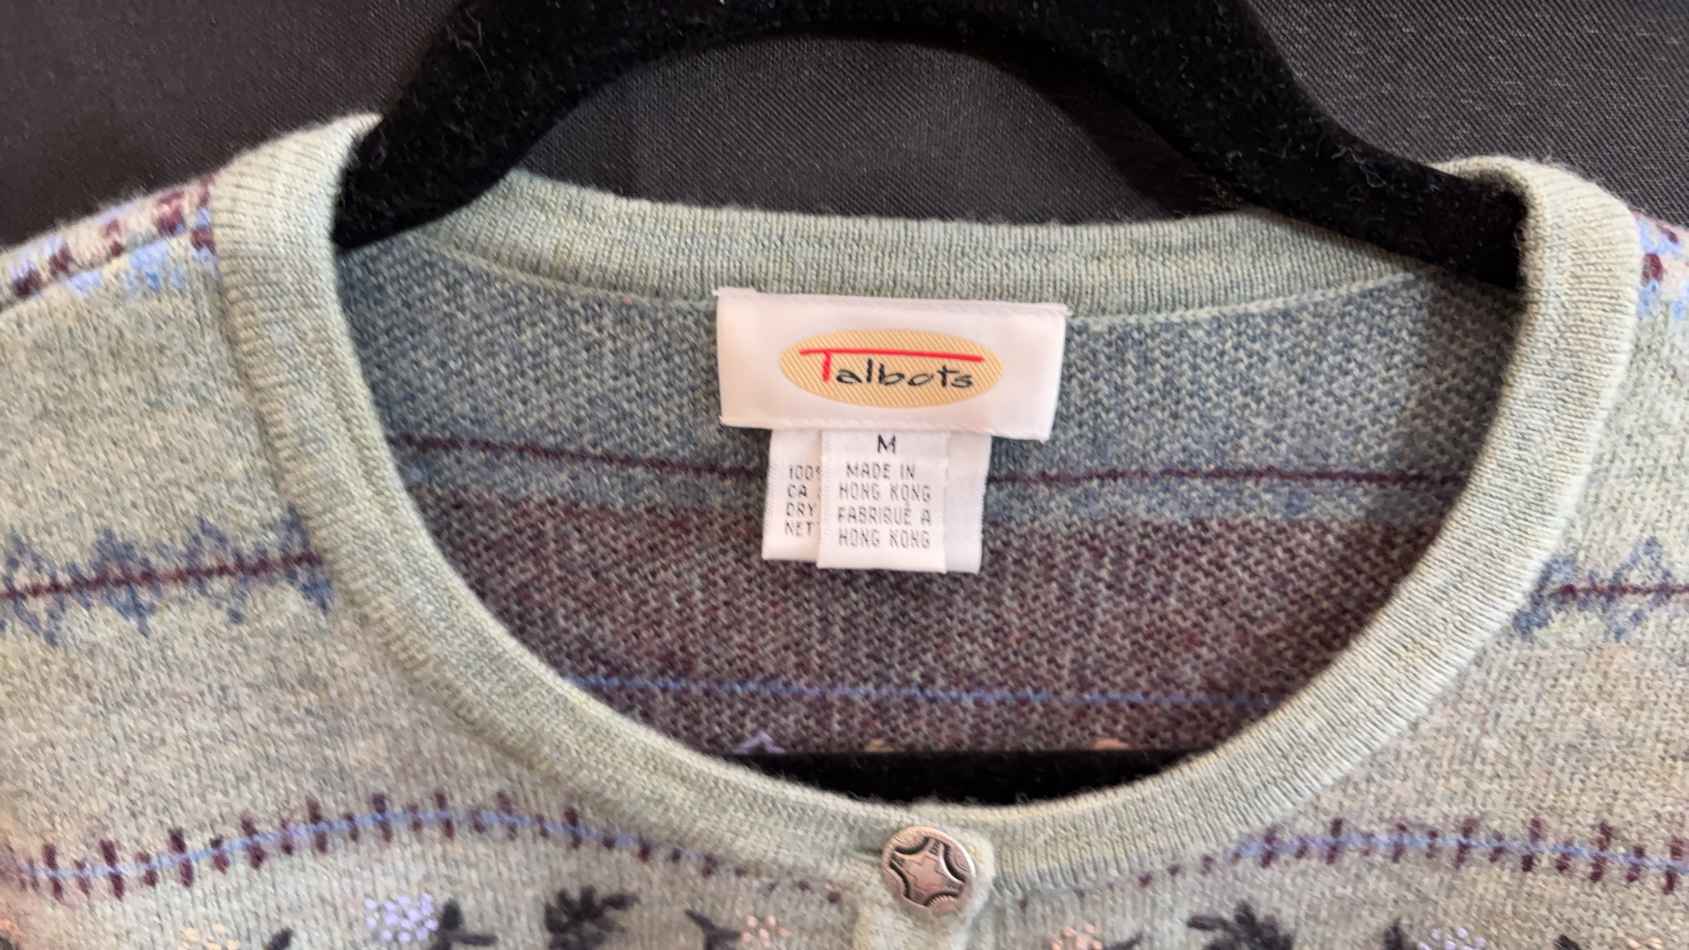 Talbots
M
MADE IN
HONG KONG
FABRIQUÉ A
HONG KONG
100%
CA
DRY
NET